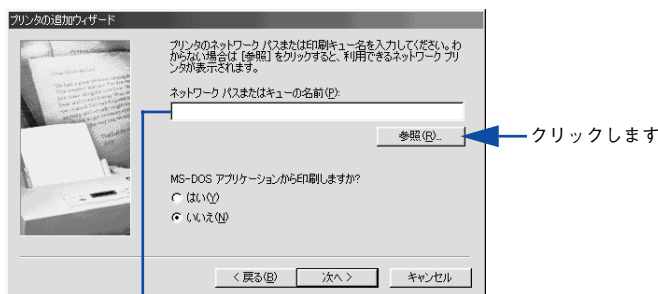 プリンタの追加ウィザード
プリンタのネットワーク パスまたは印刷キュー名を入力してください。わ
からない場合は [参照] をクリックすると、利用できるネットワーク プリ
ンタが表示されます。
ネットワーク パスまたはキューの名前(P):
参照(R)...
クリックします
MS-DOS アプリケーションから印刷しますか?
はい(Y)
いいえ(N)
< 戻る(B)
次へ >
キャンセル